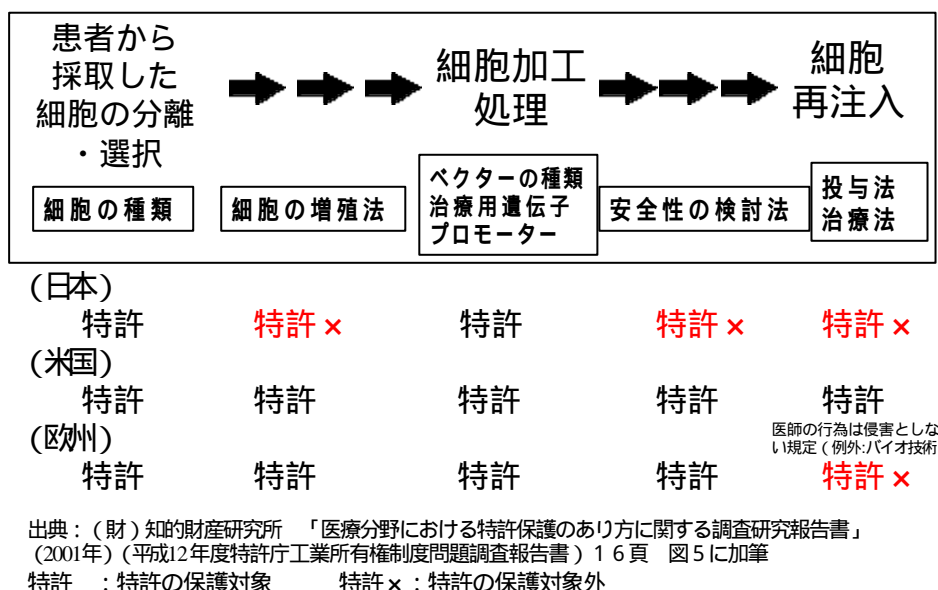 患者から
採取した
細胞の分離
・選択
細胞加工
処理
細胞
再注入
細胞の種類
細胞の増殖法
ベクターの種類
治療用遺伝子
プロモーター
安全性の検討法
投与法
治療法
(日本)
特許 特許× 特許 特許× 特許×
(米国)
特許 特許 特許 特許 特許
医師の行為は侵害としな
い規定(例外:バイオ技術
(欧州)
特許 特許 特許 特許 特許×
出典:(財)知的財産研究所 「医療分野における特許保護のあり方に関する調査研究報告書」
(2001年)(平成12年度特許庁工業所有権制度問題調査報告書)16頁 図5に加筆
特許 :特許の保護対象 特許×:特許の保護対象外